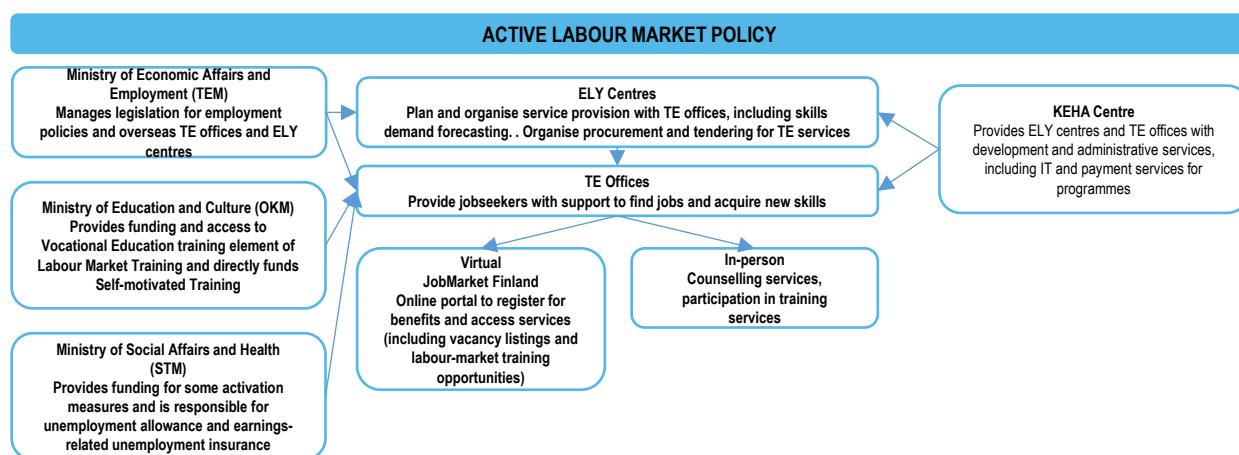 ACTIVE LABOUR MARKET POLICY
Ministry of Economic Affairs and
Employment (TEM)
Manages legislation for employment
policies and overseas TE offices and ELY
centres
ELY Centres
Plan and organise service provision with TE offices, including skills
demand forecasting. . Organise procurement and tendering for TE services
KEHA Centre
Provides ELY centres and TE offices with
development and administrative services,
including IT and payment services for
programmes
TE Offices
Provide jobseekers with support to find jobs and acquire new skills
Ministry of Education and Culture (OKM)
Provides funding and access to
Vocational Education training element of
Labour Market Training and directly funds
Self-motivated Training
Virtual
JobMarket Finland
Online portal to register for
benefits and access services
(including vacancy listings and
labour-market training
opportunities)
In-person
Counselling services,
participation in training
services
Ministry of Social Affairs and Health
(STM)
Provides funding for some activation
measures and is responsible for
unemployment allowance and earnings-
related unemployment insurance